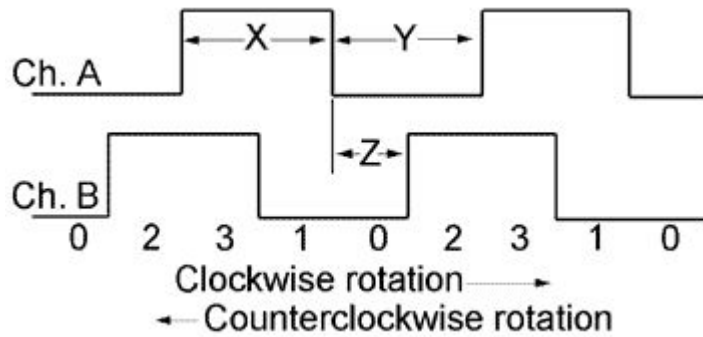 X Y
Ch. A
Z
Ch. B
0 2 3 1 0 2 3 1 0
Clockwise rotation
Counterclockwise rotation